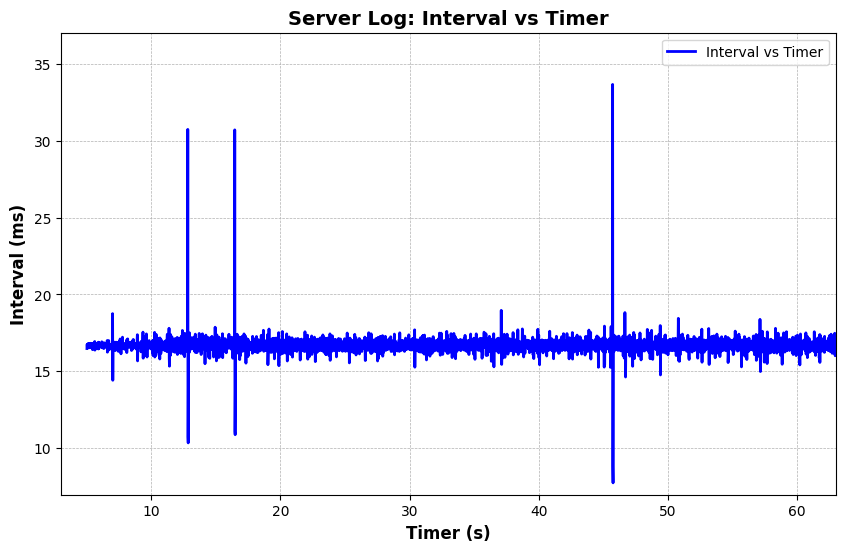 Server Log: Interval vs Timer
Interval vs Timer
Interval (ms)
35
30
25
20
15
10
10 20 30 40 50 60
Timer (s)